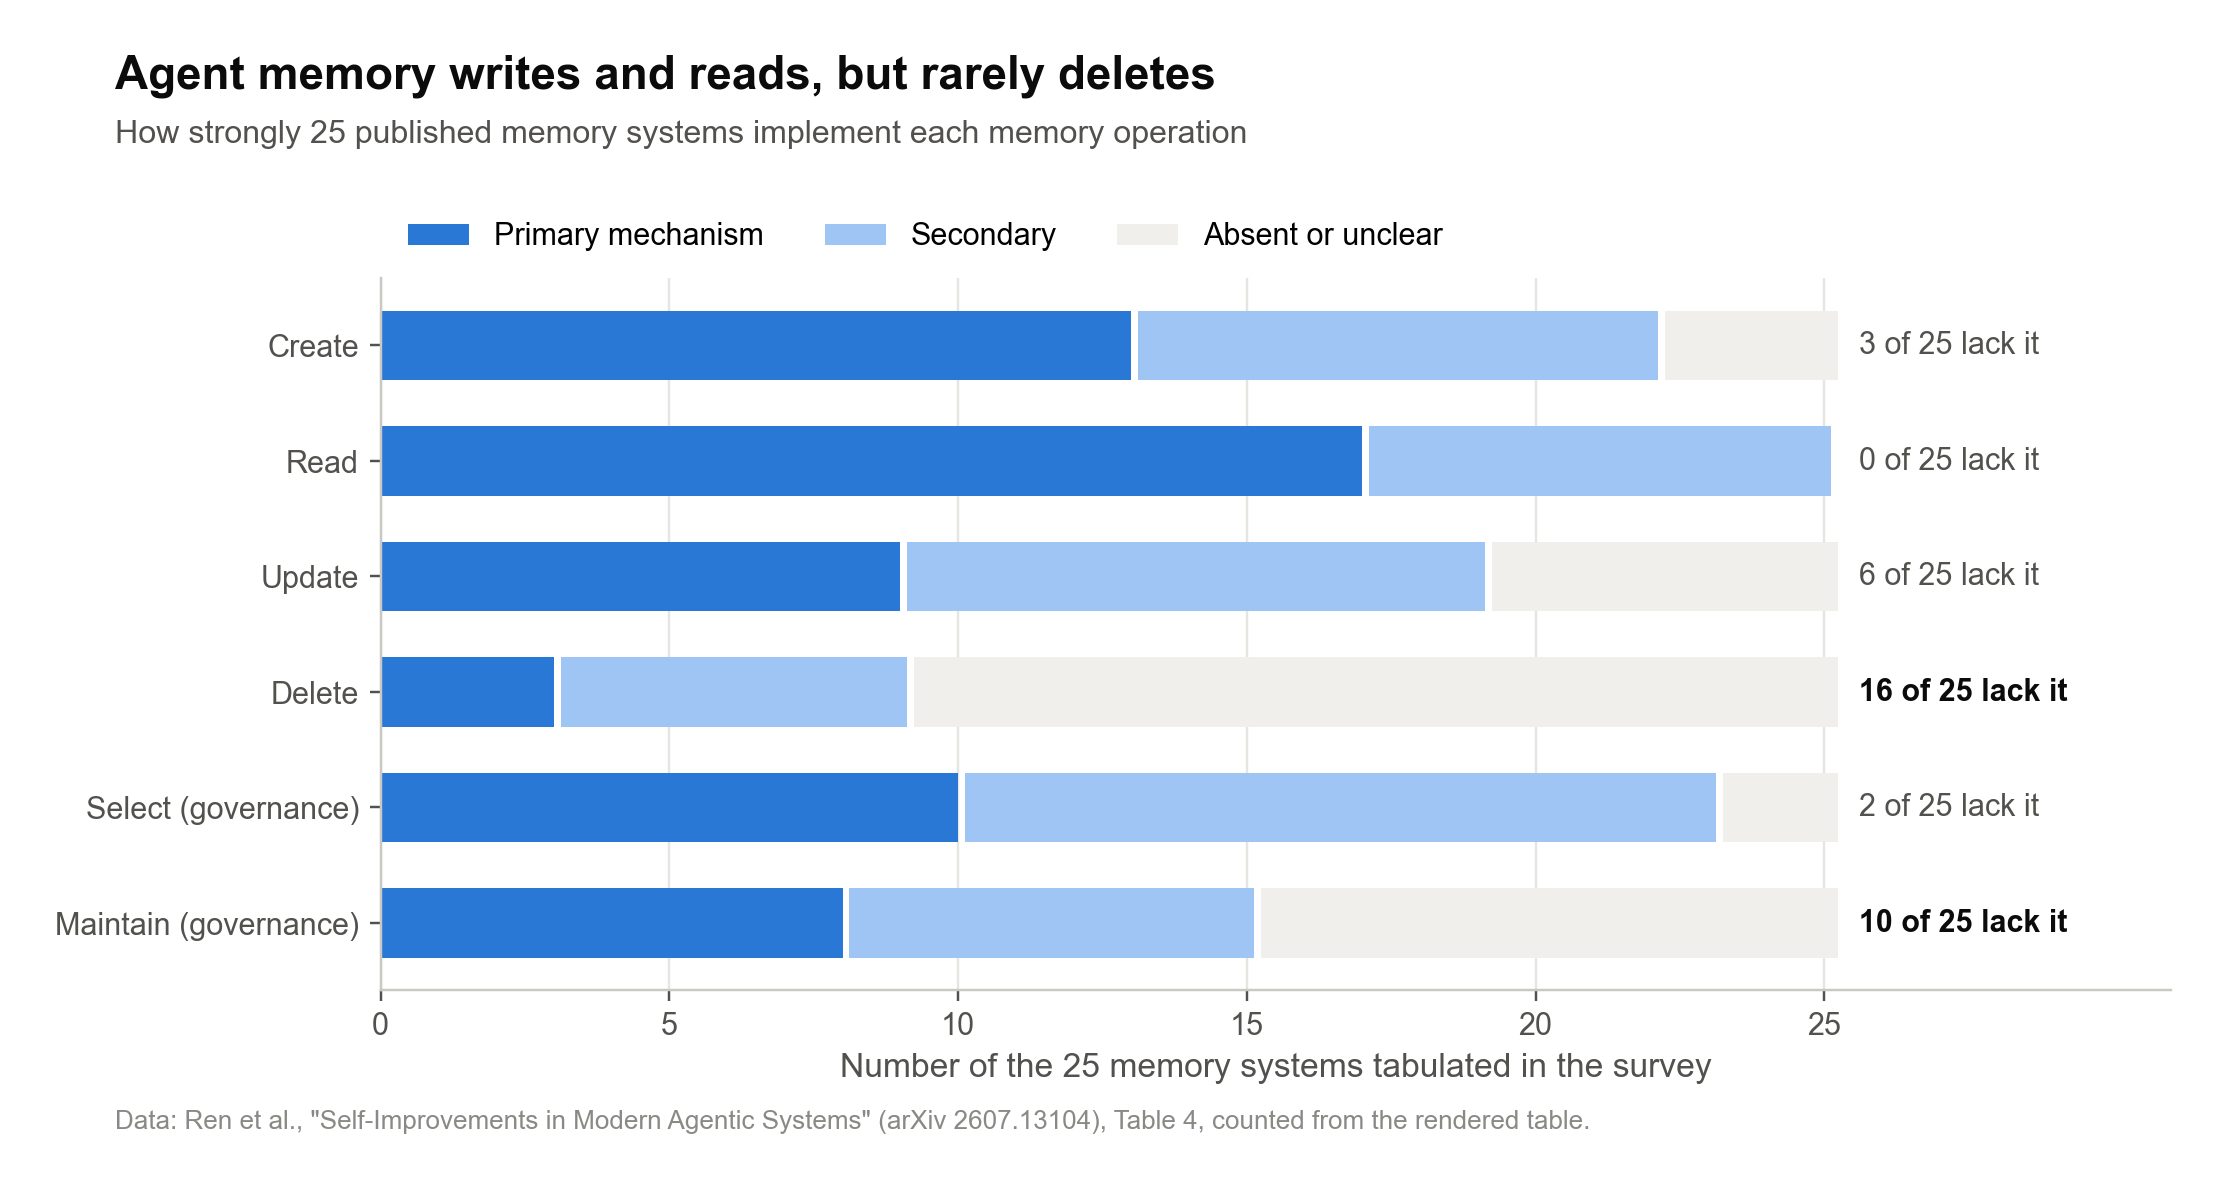 Agent memory writes and reads, but rarely deletes
How strongly 25 published memory systems implement each memory operation
Primary mechanism
Secondary
Absent or unclear
Create
3 of 25 lack it
Read
0 of 25 lack it
Update
6 of 25 lack it
Delete
16 of 25 lack it
Select (governance)
2 of 25 lack it
Maintain (governance)
10 of 25 lack it
0 5 10 15 20 25
Number of the 25 memory systems tabulated in the survey
Data: Ren et al., "Self-Improvements in Modern Agentic Systems" (arXiv 2607.13104), Table 4, counted from the rendered table.